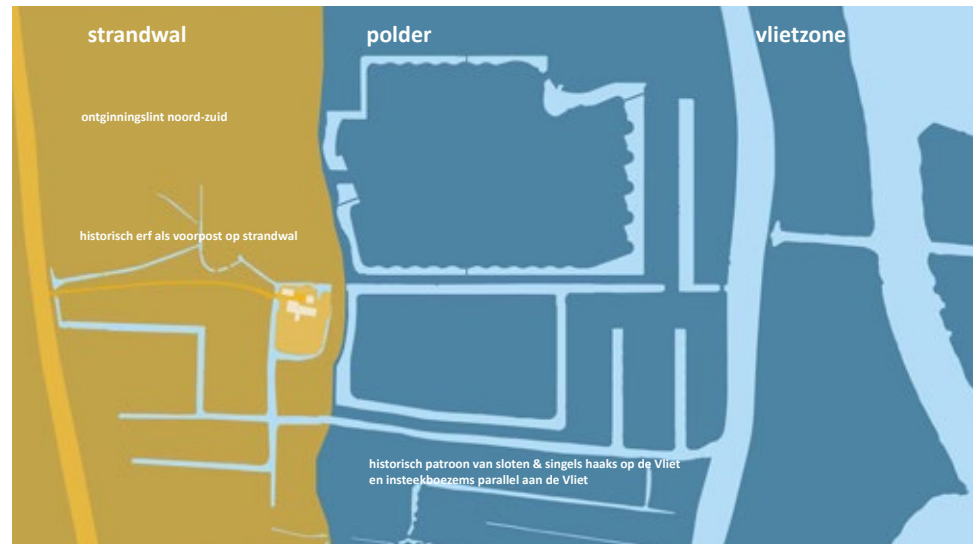 strandwal
polder
vlietzone
ontginningslint noord-zuid
historisch erf als voorpost op strandwal
historisch patroon van sloten & singels haaks op de Vliet
en insteekboezems parallel aan de Vliet